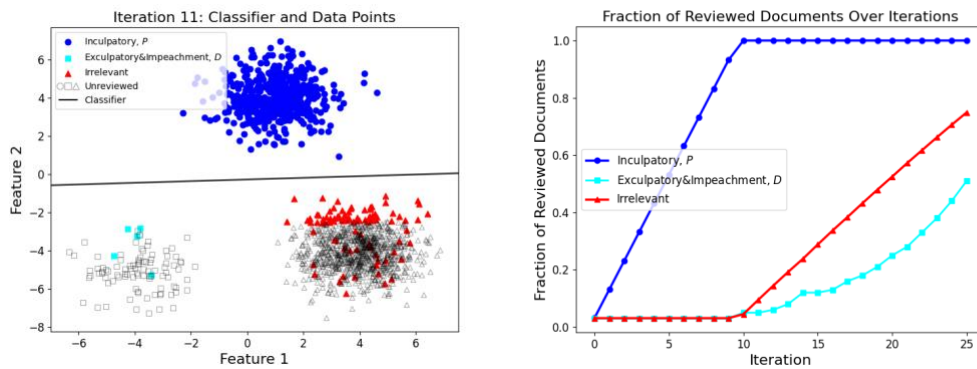 Iteration 11: Classifier and Data Points
Inculpatory, P
Exculpatory&Impeachment, D
Irrelevant
Unreviewed
Classifier
6
4
2
0
−2
−4
−6
−8
Feature 2
−6
−4
−2
0
2
4
6
Feature 1
Fraction of Reviewed Documents Over Iterations
1.0
0.8
0.6
0.4
0.2
0.0
Fraction of Reviewed Documents
Inculpatory, P
Exculpatory&Impeachment, D
Irrelevant
0
5
10
15
20
25
Iteration